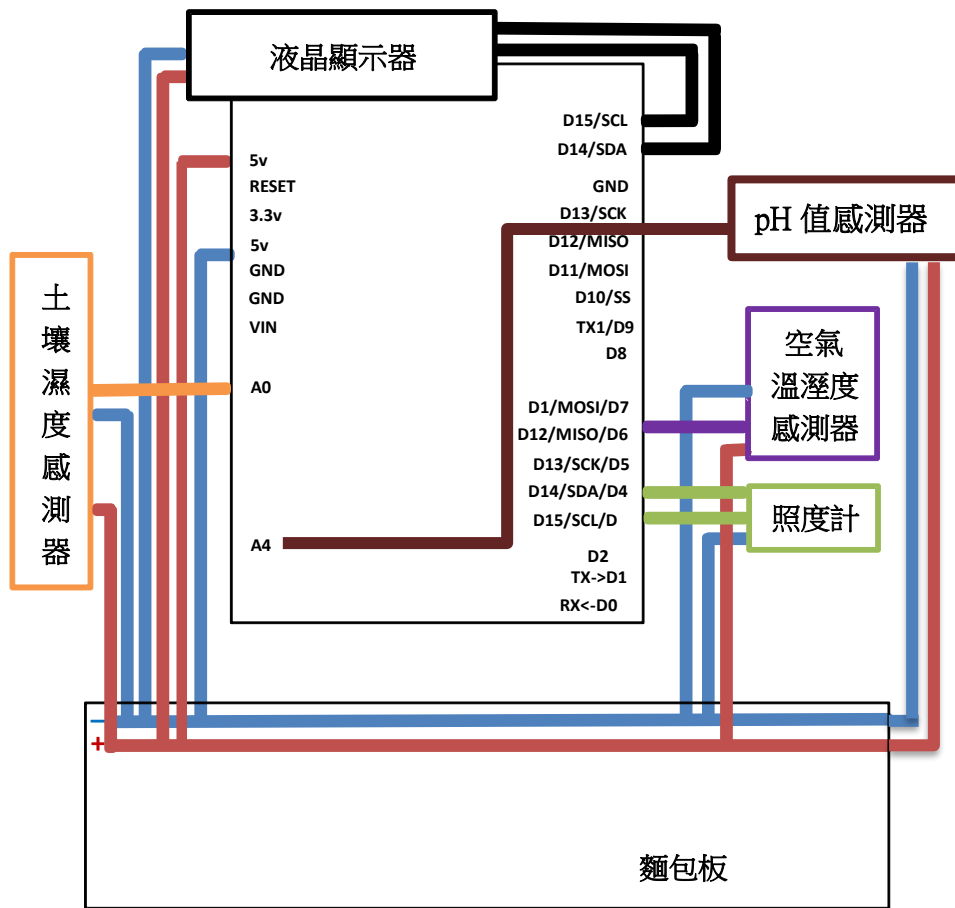 液晶顯示器
D15/SCL
D14/SDA
GND
D13/SCK
D12/MISO
D11/MOSI
D10/SS
TX1/D9
D8
D1/MOSI/D7
D12/MISO/D6
D13/SCK/D5
D14/SDA/D4
D15/SCL/D
D2
TX->D1
RX<-D0
5v
RESET
3.3v
5v
GND
GND
VIN
A0
A4
土
壤
濕
度
感
測
器
pH 值感測器
空氣
溫溼度
感測器
照度計
−
+
麵包板